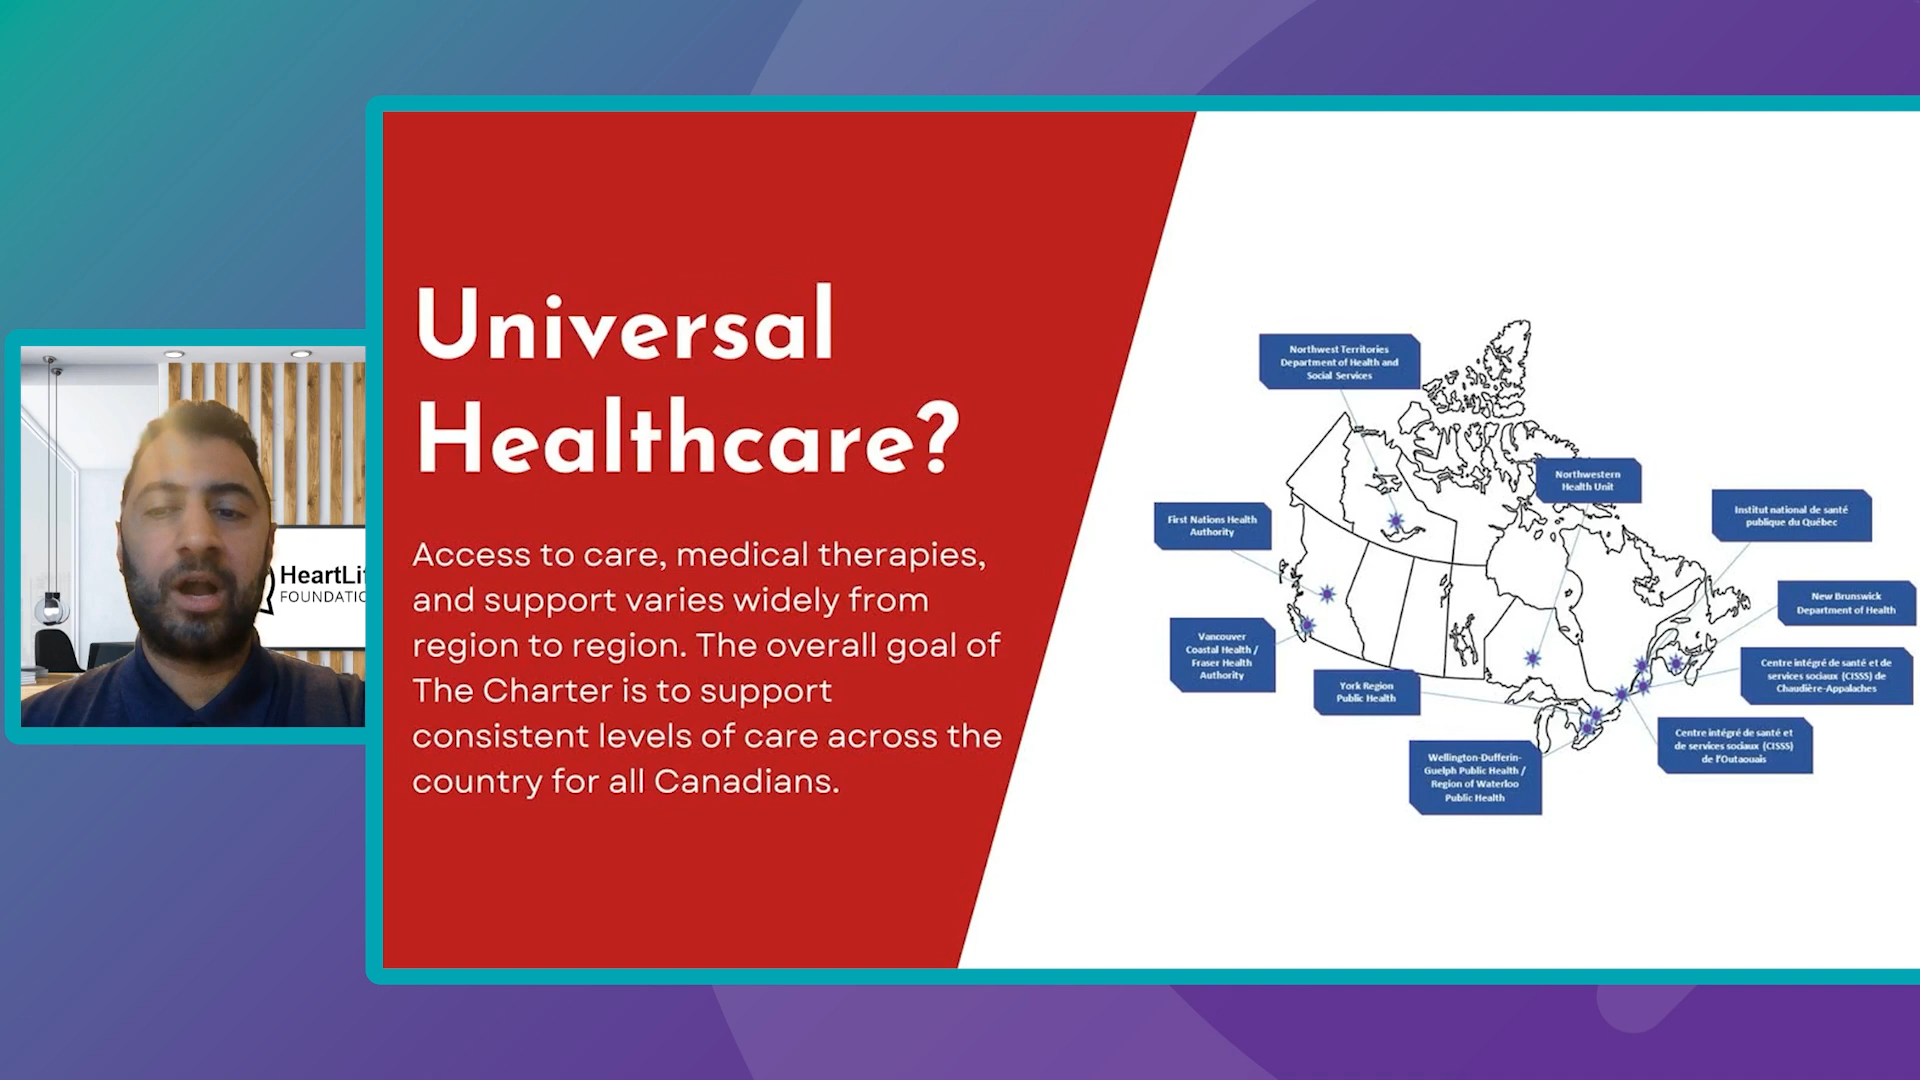 HeartLif
FOUNDATIO
Universal
Healthcare?
Access to care, medical therapies,
and support varies widely from
region to region. The overall goal of
The Charter is to support
consistent levels of care across the
country for all Canadians.
Northwest Territories
Department of Health and
Social Services
Northwestern
Health Unit
Institut national de santé
publique du Québec
First Nations Health
Authority
New Brunswick
Department of Health
Vancouver
Coastal Health /
Fraser Health
Authority
Centre intégré de santé et de
services sociaux (CISSS) de
Chaudière-Appalaches
York Region
Public Health
Centre intégré de santé et
de services sociaux (CISSS)
de l'Outaouais
Wellington-Dufferin-
Guelph Public Health /
Region of Waterloo
Public Health